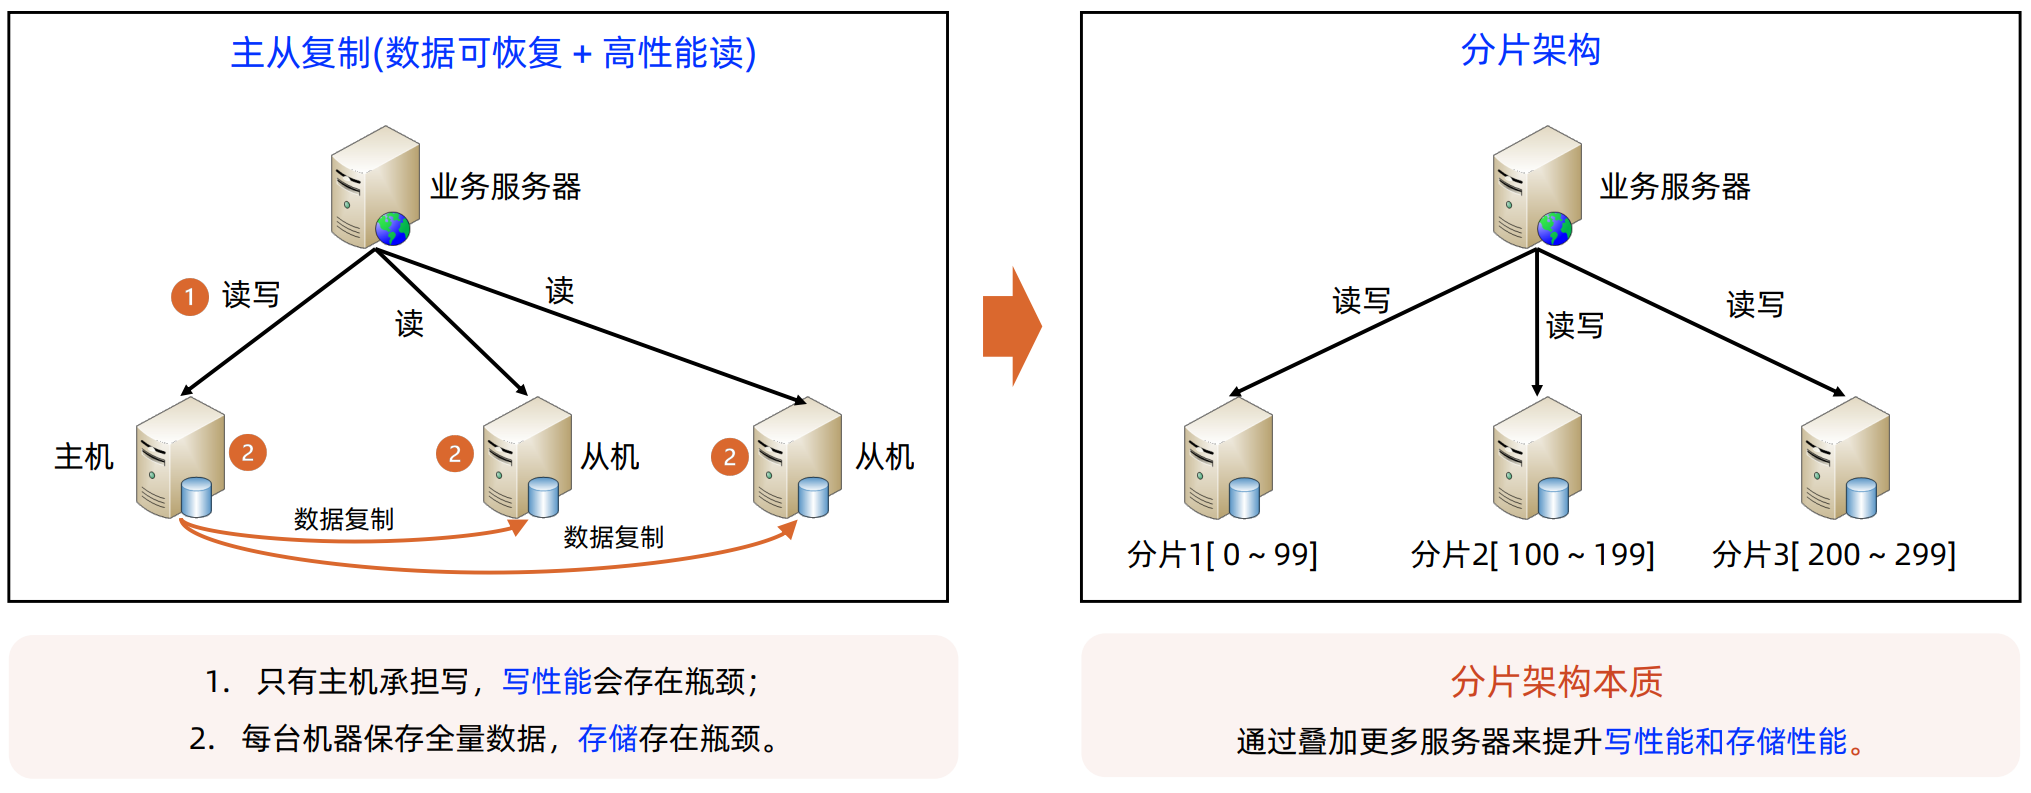 主从复制(数据可恢复 + 高性能读)
业务服务器
1 读写
读
读
主机
2
2
从机
2
从机
数据复制
数据复制
1. 只有主机承担写，写性能会存在瓶颈；
2. 每台机器保存全量数据，存储存在瓶颈。
分片架构
业务服务器
读写
读写
读写
分片1[ 0 ~ 99]
分片2[ 100 ~ 199]
分片3[ 200 ~ 299]
分片架构本质
通过叠加更多服务器来提升写性能和存储性能。